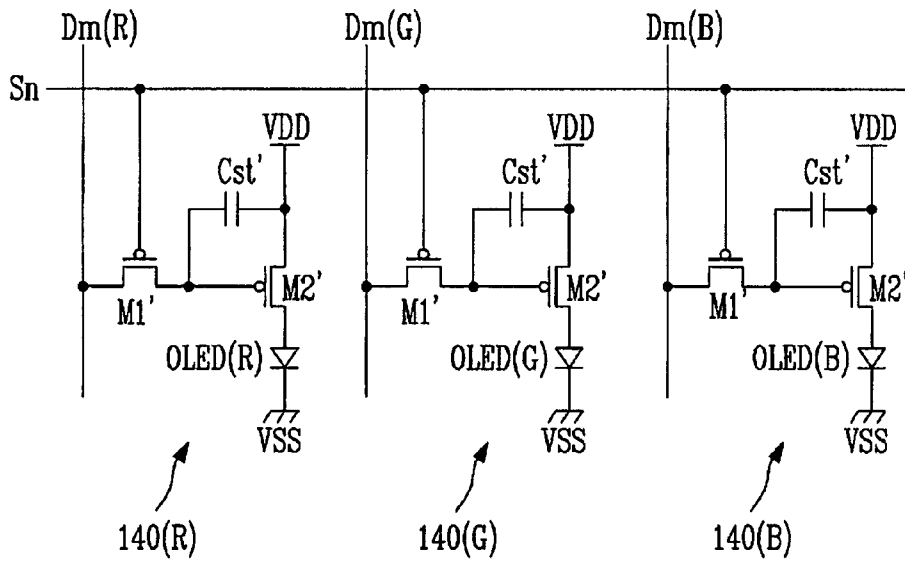 Dm(R) Dm(G) Dm(B)
Sn
VDD VDD VDD
Cst' Cst' Cst'
M1' M2' M1' M2' M1' M2'
OLED(R) OLED(G) OLED(B)
VSS VSS VSS
140(R) 140(G) 140(B)